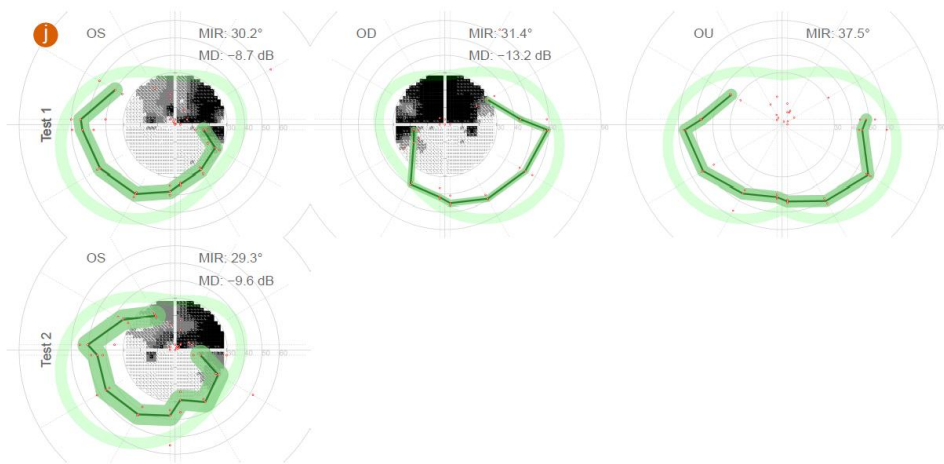 j
OS MIR: 30.2°
MD: −8.7 dB
OD MIR: 31.4°
MD: −13.2 dB
OU MIR: 37.5°
Test 1
OS MIR: 29.3°
MD: −9.6 dB
Test 2